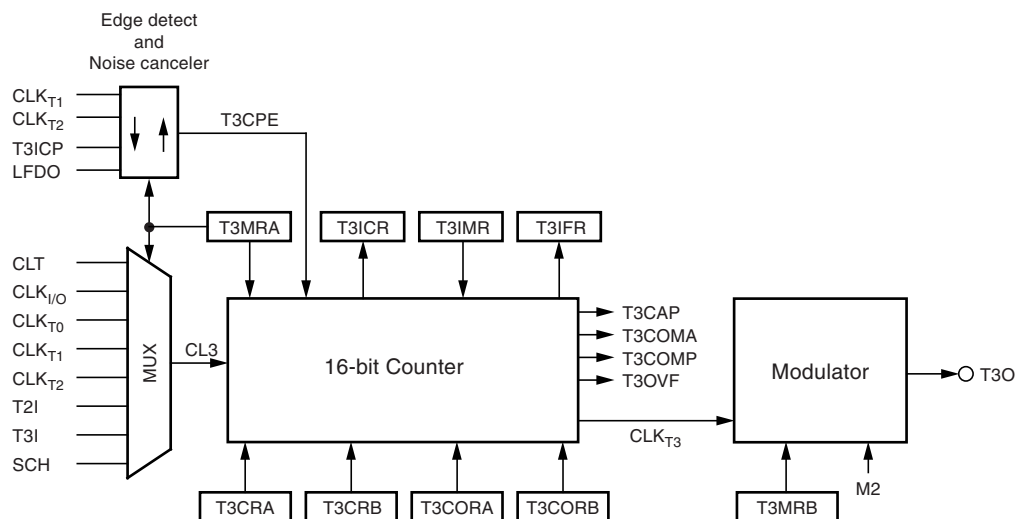 Edge detect
and
Noise canceler
CLKT1
CLKT2
T3ICP
LFDO
T3CPE
T3MRA
T3ICR
T3IMR
T3IFR
CLT
CLKI/O
CLKT0
CLKT1
CLKT2
T2I
T3I
SCH
MUX
CL3
16-bit Counter
T3CAP
T3COMA
T3COMP
T3OVF
CLKT3
Modulator
T3O
T3CRA
T3CRB
T3CORA
T3CORB
T3MRB
M2